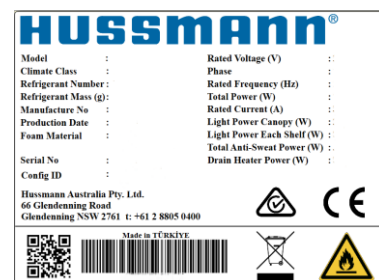 HUSSMANN®
Model :
Climate Class :
Refrigerant Number :
Refrigerant Mass (g) :
Manufacture No :
Production Date :
Foam Material :
Serial No :
Config ID :
Rated Voltage (V) :
Phase :
Rated Frequency (Hz) :
Total Power (W) :
Rated Current (A) :
Light Power Canopy (W) :
Light Power Each Shelf (W) :
Total Anti-Sweat Power (W) :
Drain Heater Power (W) :
Hussmann Australia Pty. Ltd.
66 Glendenning Road
Glendenning NSW 2761 t: +61 2 8805 0400
CE
Made in TÜRKİYE